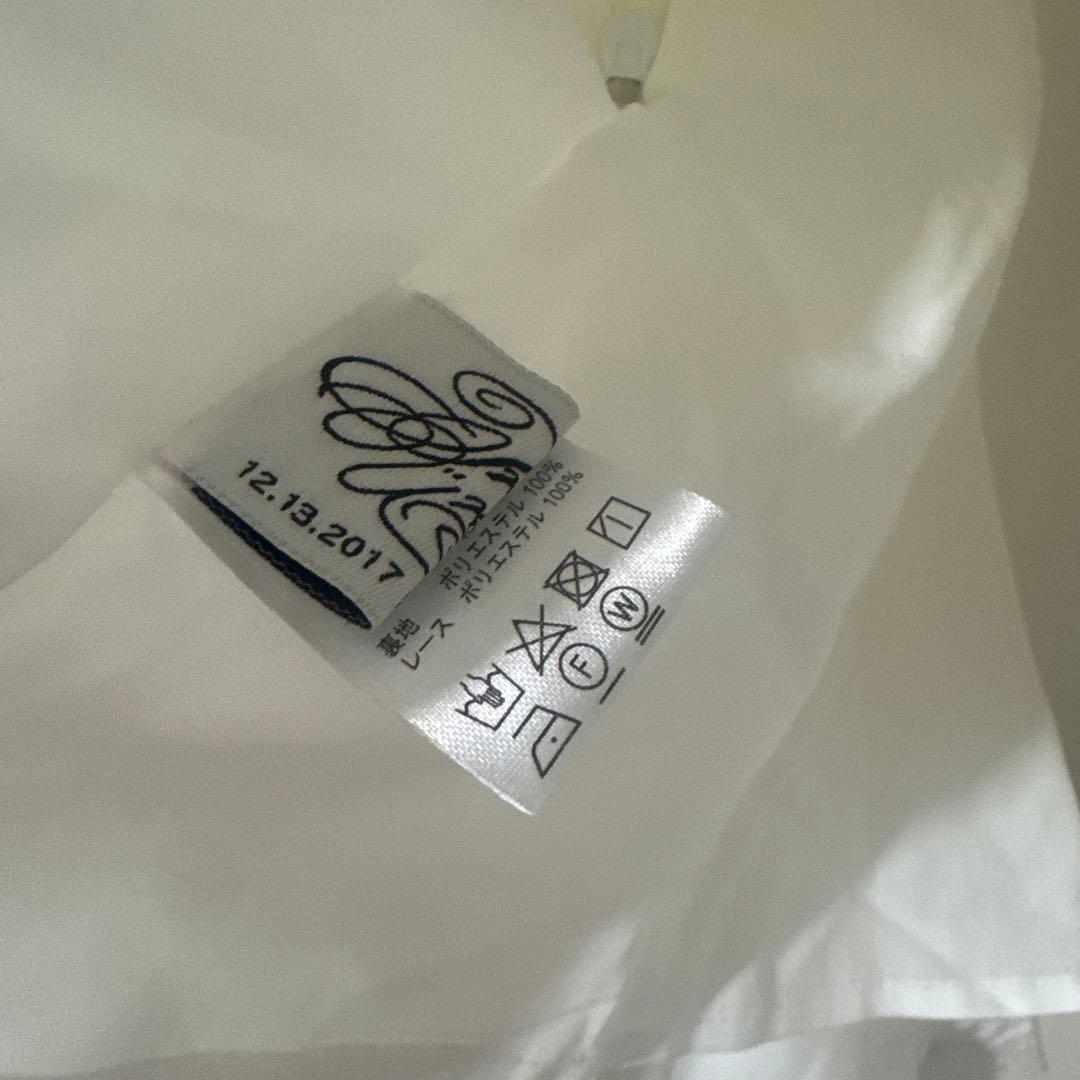 12.13.2017
裏地 ポリエステル 100%
レース ポリエステル 100%
F
W